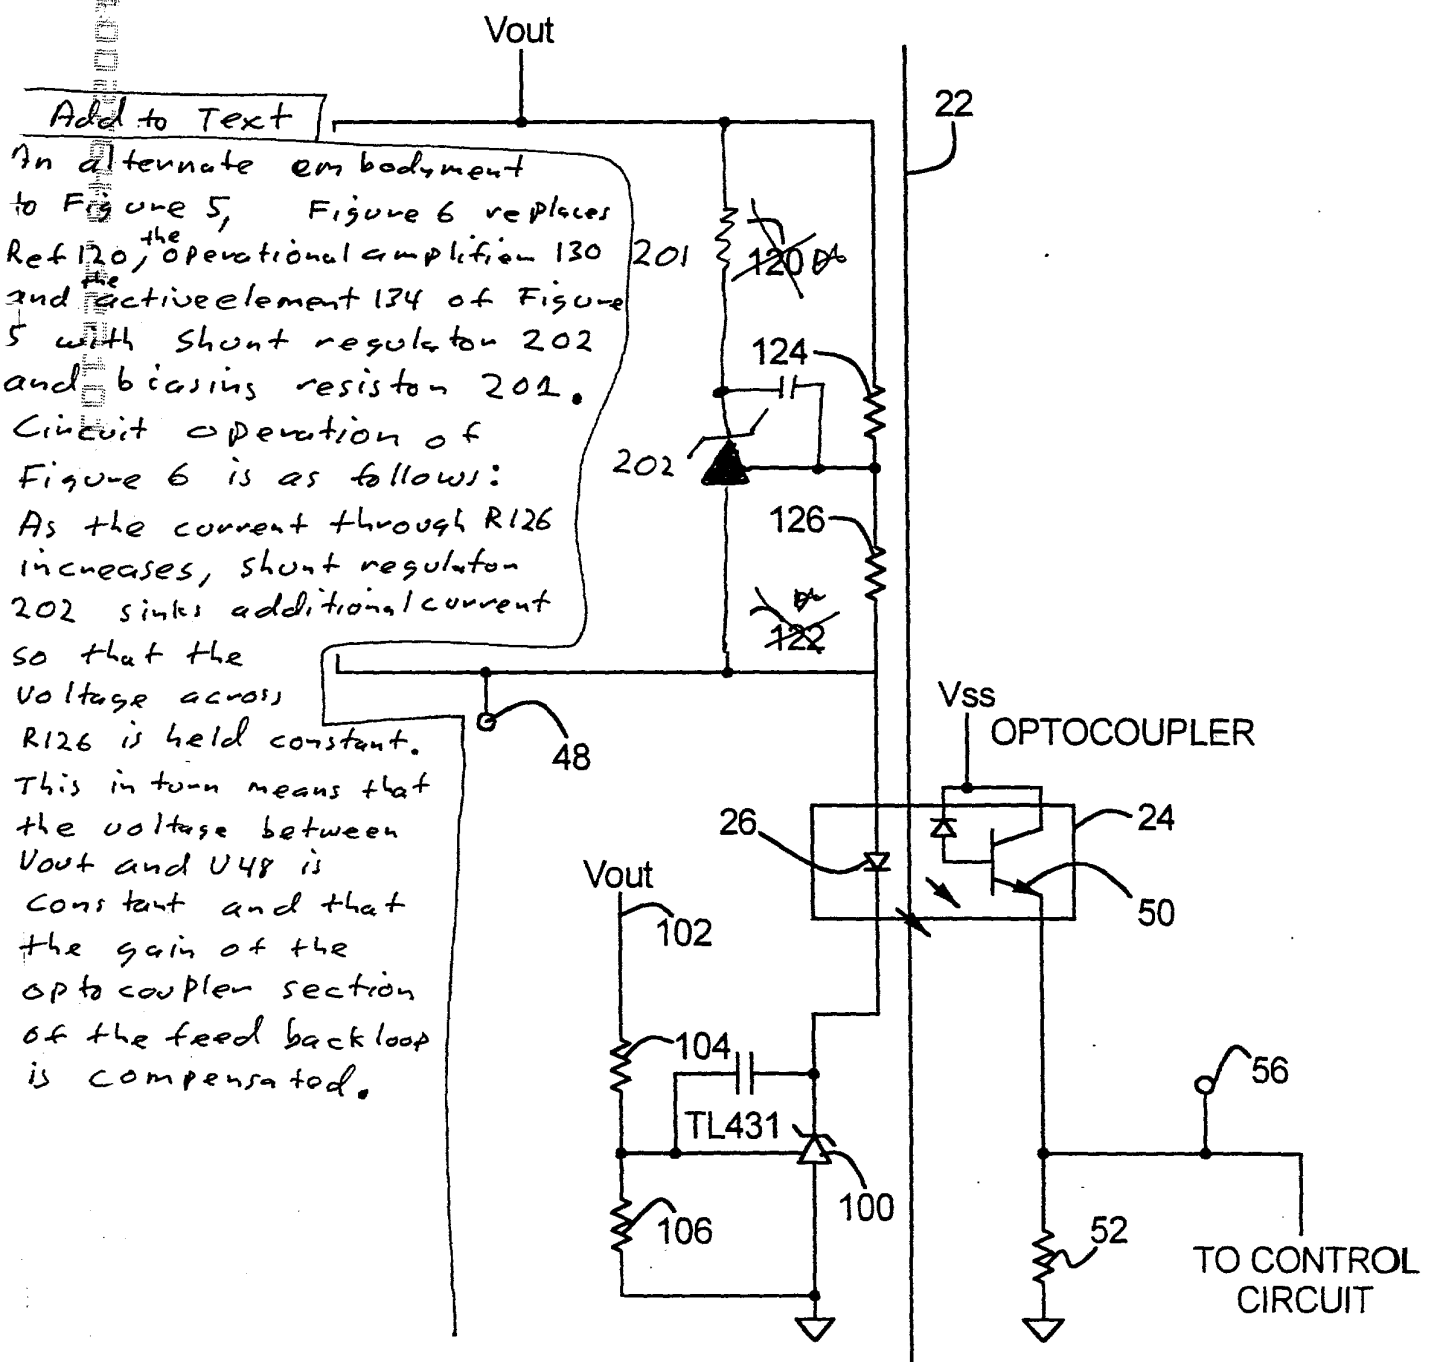 Vout
22
Add to Text
An alternate embodyment
to Figure 5, Figure 6 replaces
Ref 120, the operational amplifier 130
and the active element 134 of Figure
5 with shunt regulator 202
and biasing resistor 201.
Circuit operation of
Figure 6 is as follows:
As the current through R126
increases, shunt regulator
202 sinks additional current
so that the
voltage across
R126 is held constant.
This in turn means that
the voltage between
Vout and U48 is
constant and that
the gain of the
opto coupler section
of the feed back loop
is compensated.
201
120
124
202
126
122
48
Vss
OPTOCOUPLER
26
24
50
Vout
102
104
TL431
100
106
56
52
TO CONTROL
CIRCUIT